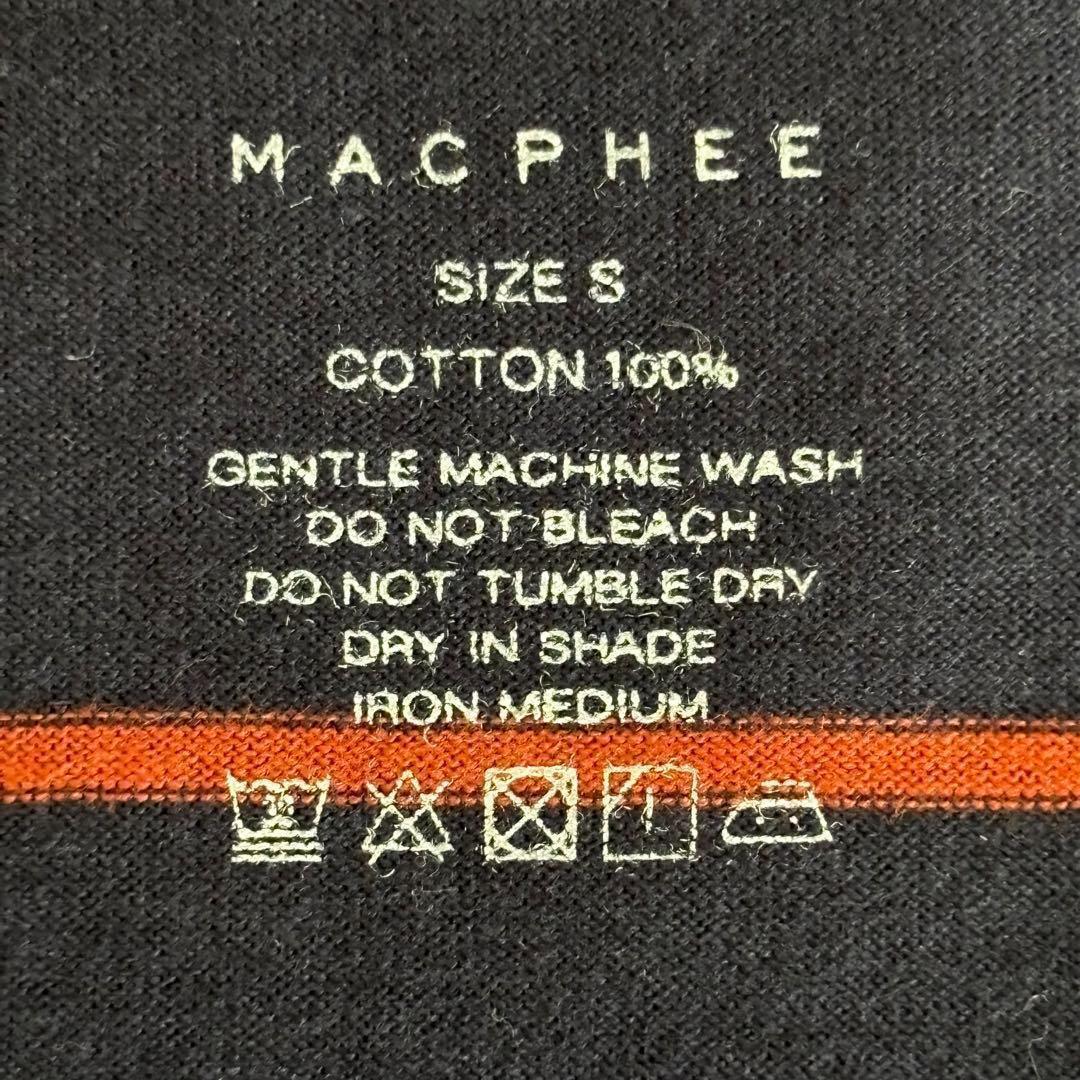 MACPHEE
SIZE S
COTTON 100%
GENTLE MACHINE WASH
DO NOT BLEACH
DO NOT TUMBLE DRY
DRY IN SHADE
IRON MEDIUM